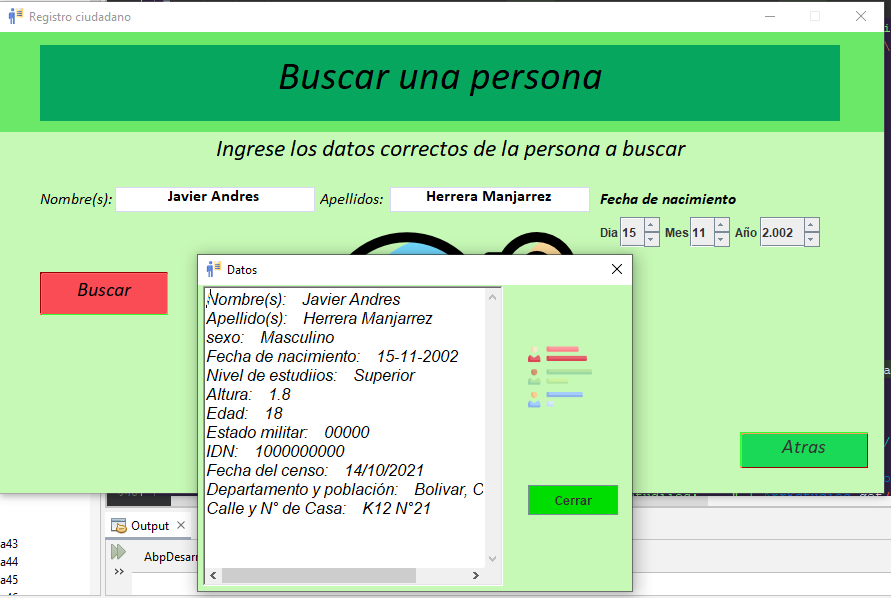 Registro ciudadano
Buscar una persona
Ingrese los datos correctos de la persona a buscar
Nombre(s): Javier Andres Apellidos: Herrera Manjarrez Fecha de nacimiento
Dia 15 Mes 11 Año 2.002
Buscar
Datos
Nombre(s): Javier Andres
Apellido(s): Herrera Manjarrez
sexo: Masculino
Fecha de nacimiento: 15-11-2002
Nivel de estudiios: Superior
Altura: 1.8
Edad: 18
Estado militar: 00000
IDN: 1000000000
Fecha del censo: 14/10/2021
Departamento y población: Bolivar, C
Calle y N° de Casa: K12 N°21
Cerrar
Atras
Output
AbpDesarr
a43
a44
a45